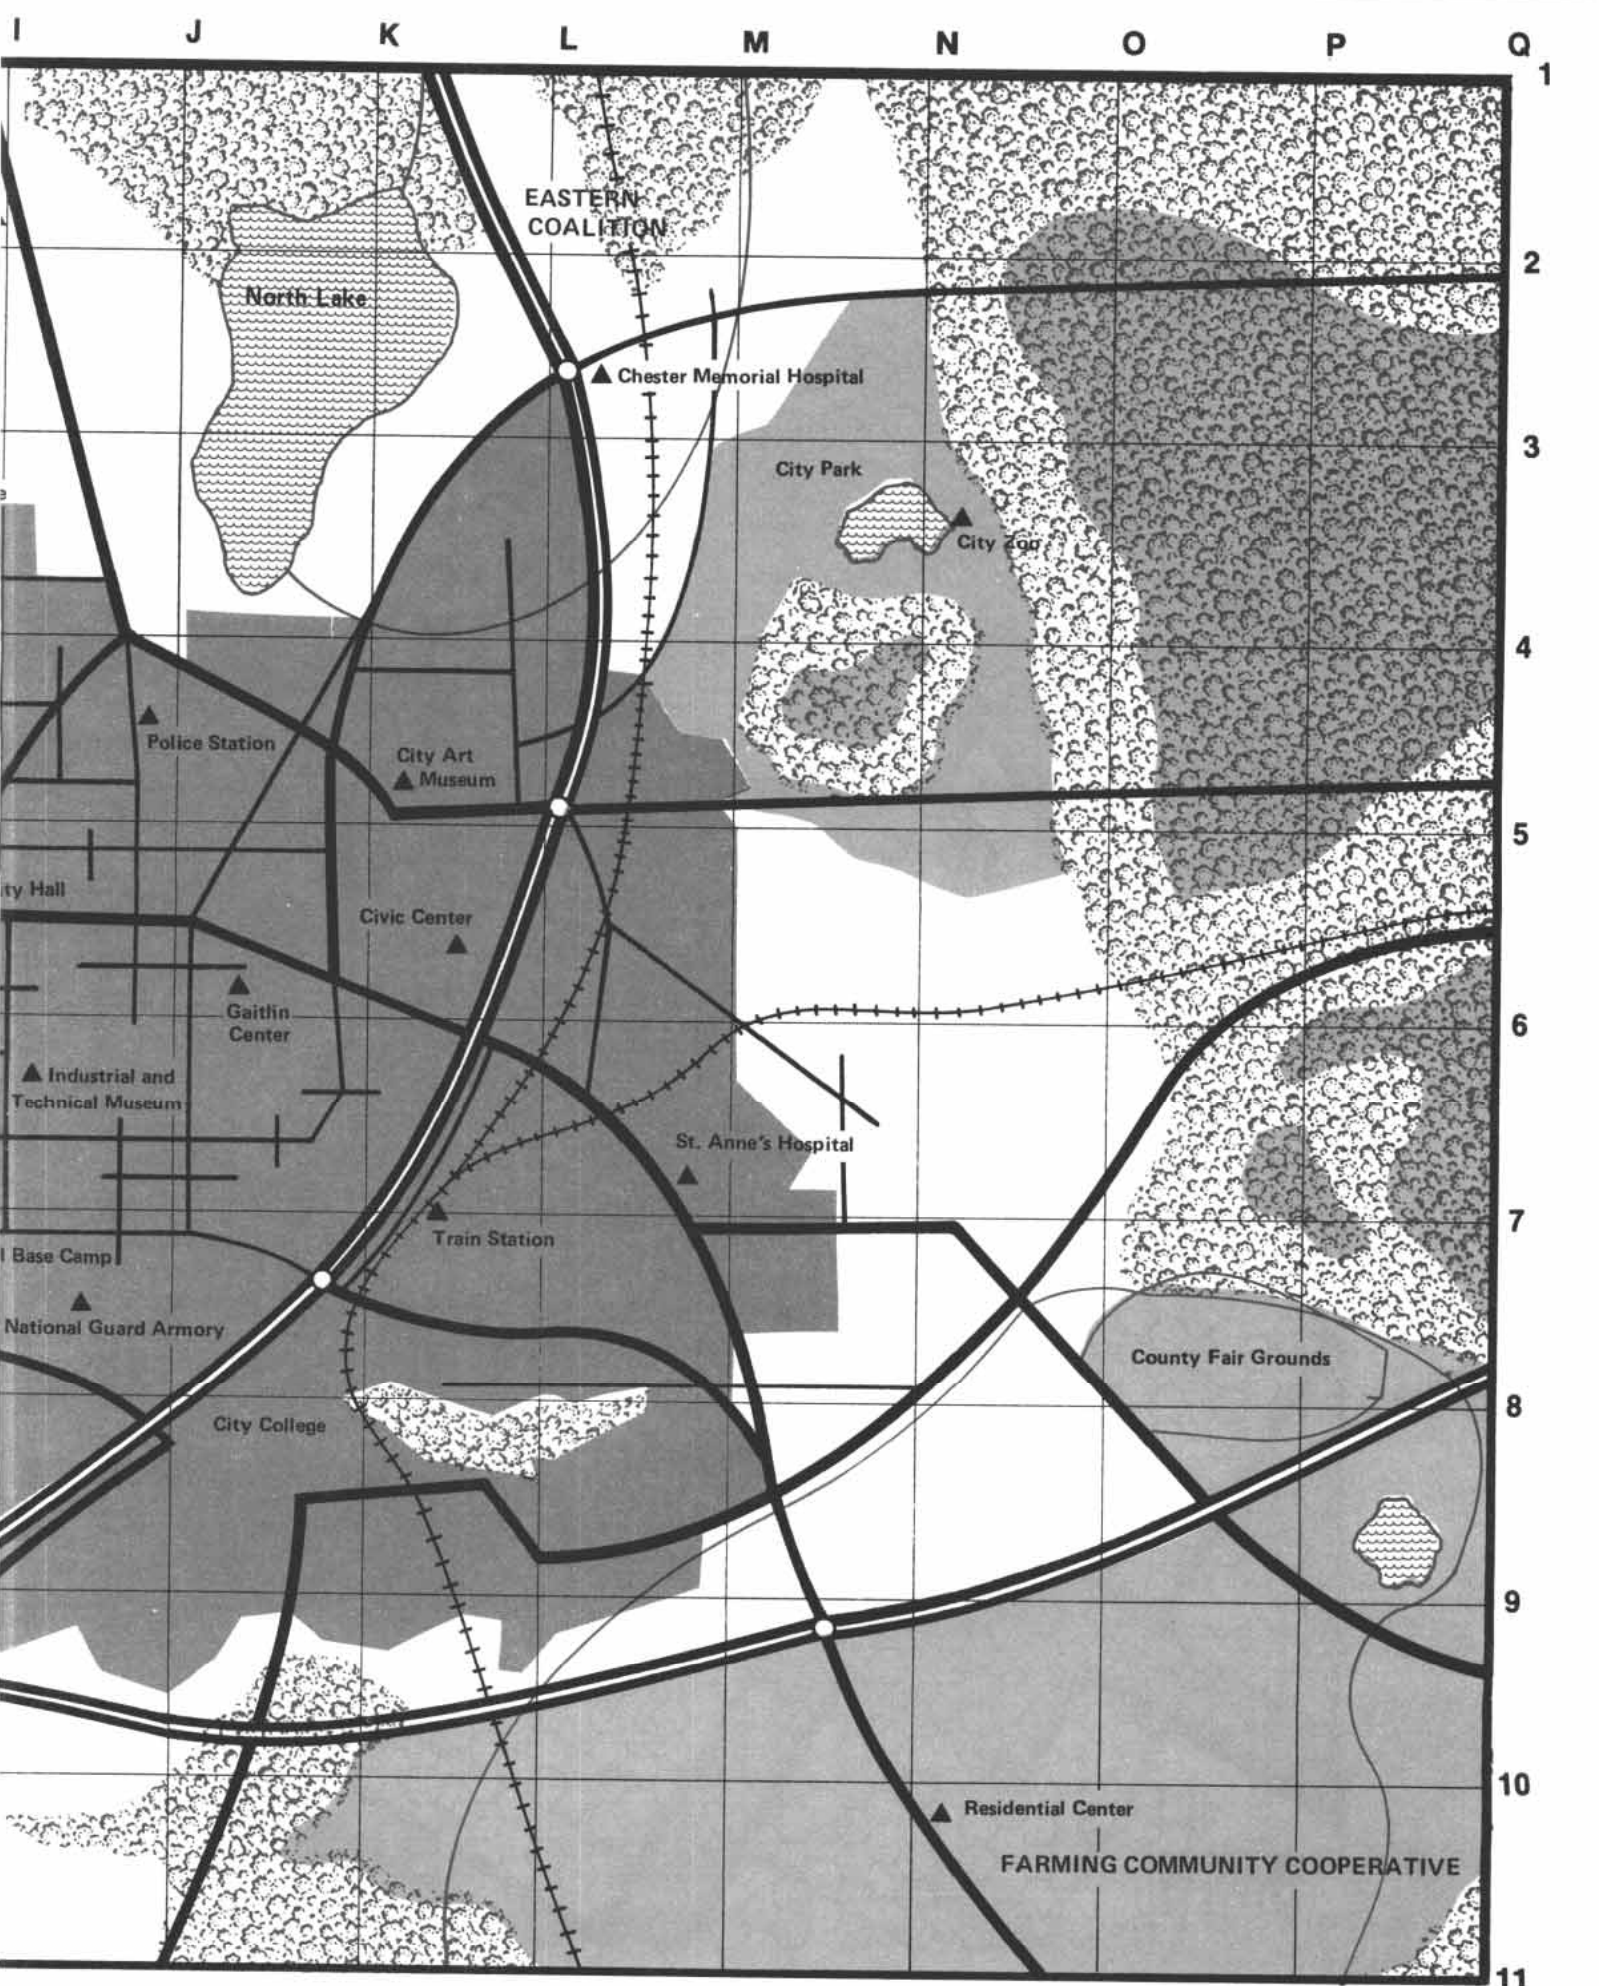 I J K L M N O P Q
1
EASTERN
COALITION
2
North Lake
Chester Memorial Hospital
3
City Park
City Zoo
4
Police Station
City Art
Museum
5
ty Hall
Civic Center
Gaitlin
Center
6
Industrial and
Technical Museum
St. Anne's Hospital
7
Train Station
l Base Camp
National Guard Armory
County Fair Grounds
8
City College
9
10
Residential Center
FARMING COMMUNITY COOPERATIVE
11